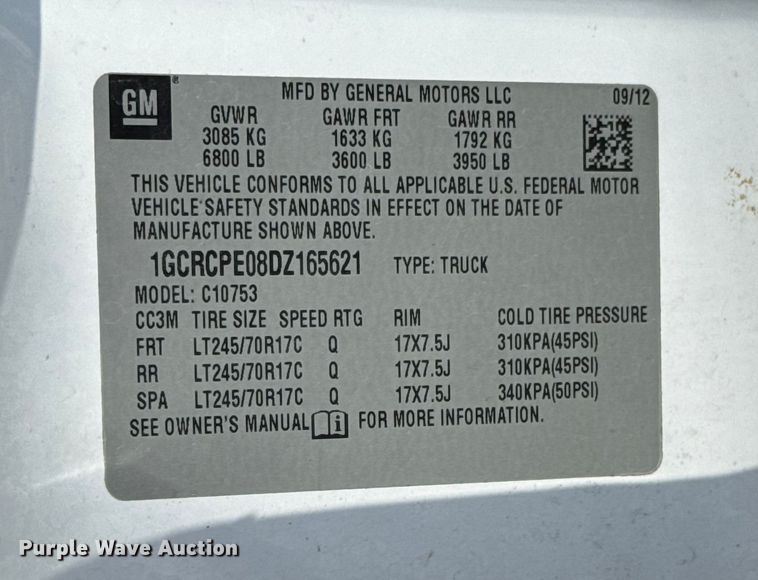 GM
MFD BY GENERAL MOTORS LLC 09/12
GVWR GAWR FRT GAWR RR
3085 KG 1633 KG 1792 KG
6800 LB 3600 LB 3950 LB
THIS VEHICLE CONFORMS TO ALL APPLICABLE U.S. FEDERAL MOTOR
VEHICLE SAFETY STANDARDS IN EFFECT ON THE DATE OF
MANUFACTURE SHOWN ABOVE.
1GCRCPE08DZ165621 TYPE: TRUCK
MODEL: C10753
CC3M TIRE SIZE SPEED RTG RIM COLD TIRE PRESSURE
FRT LT245/70R17C Q 17X7.5J 310KPA(45PSI)
RR LT245/70R17C Q 17X7.5J 310KPA(45PSI)
SPA LT245/70R17C Q 17X7.5J 340KPA(50PSI)
SEE OWNER'S MANUAL i FOR MORE INFORMATION.
Purple Wave Auction